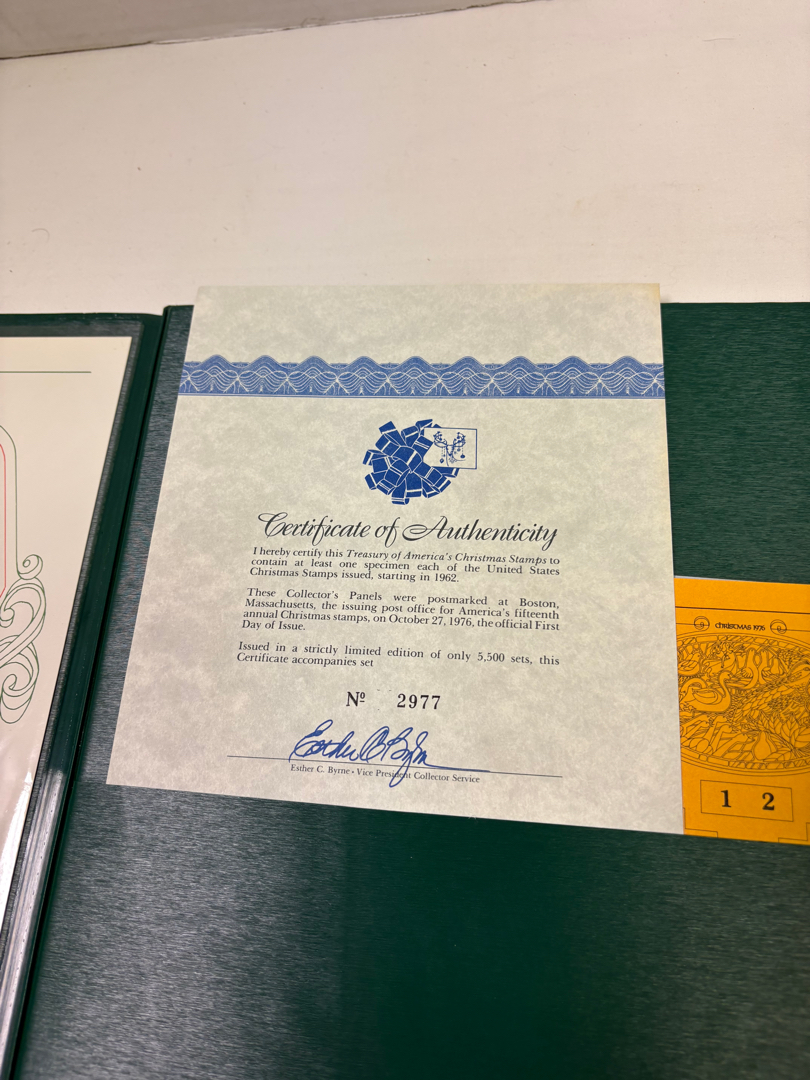 Certificate of Authenticity
I hereby certify this Treasury of America's Christmas Stamps to
contain at least one specimen each of the United States
Christmas Stamps issued, starting in 1962.
These Collector's Panels were postmarked at Boston,
Massachusetts, the issuing post office for America's fifteenth
annual Christmas stamps, on October 27, 1976, the official First
Day of Issue.
Issued in a strictly limited edition of only 5,500 sets, this
Certificate accompanies set
Nº 2977
Esther C. Byrne
Esther C. Byrne • Vice President Collector Service
CHRISTMAS 1976
1 2